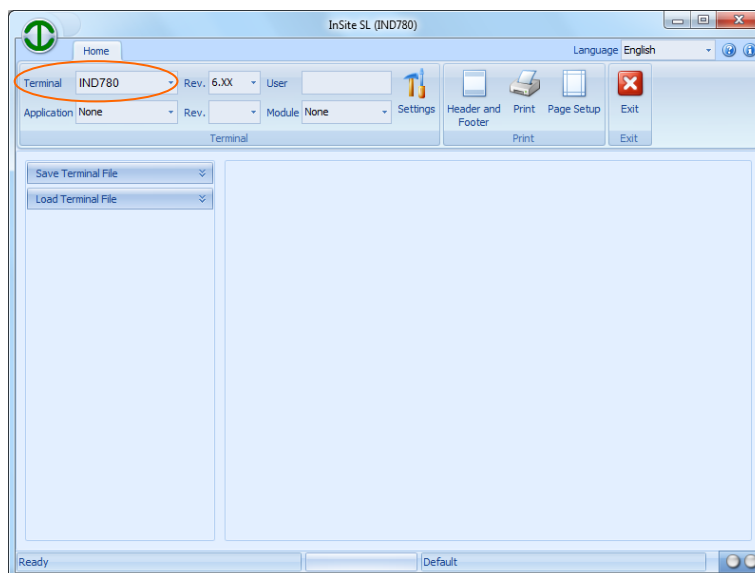 InSite SL (IND780)
Home
Language English
Terminal IND780 Rev. 6.XX User
Application None Rev. Module None
Settings
Header and Footer
Print
Page Setup
Exit
Terminal
Print
Exit
Save Terminal File
Load Terminal File
Ready
Default